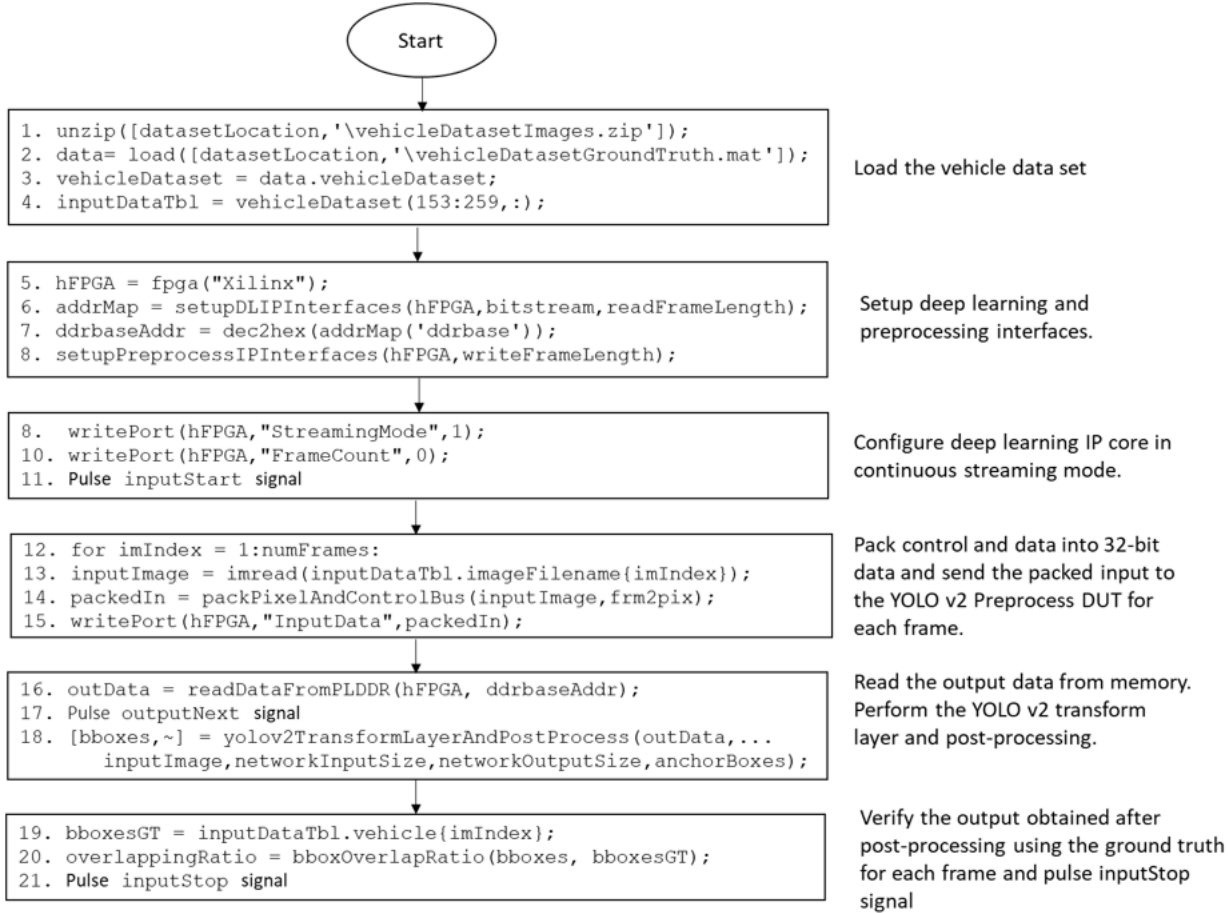 Start
1. unzip([datasetLocation,'\vehicleDatasetImages.zip']);
2. data= load([datasetLocation,'\vehicleDatasetGroundTruth.mat']);
3. vehicleDataset = data.vehicleDataset;
4. inputDataTbl = vehicleDataset(153:259,:);
Load the vehicle data set
5. hFPGA = fpga("Xilinx");
6. addrMap = setupDLIPInterfaces(hFPGA,bitstream,readFrameLength);
7. ddrbaseAddr = dec2hex(addrMap('ddrbase'));
8. setupPreprocessIPInterfaces(hFPGA,writeFrameLength);
Setup deep learning and
preprocessing interfaces.
8. writePort(hFPGA,"StreamingMode",1);
10. writePort(hFPGA,"FrameCount",0);
11. Pulse inputStart signal
Configure deep learning IP core in
continuous streaming mode.
12. for imIndex = 1:numFrames:
13. inputImage = imread(inputDataTbl.imageFilename{imIndex});
14. packedIn = packPixelAndControlBus(inputImage,frm2pix);
15. writePort(hFPGA,"InputData",packedIn);
Pack control and data into 32-bit
data and send the packed input to
the YOLO v2 Preprocess DUT for
each frame.
16. outData = readDataFromPLDDR(hFPGA, ddrbaseAddr);
17. Pulse outputNext signal
18. [bboxes,~] = yolov2TransformLayerAndPostProcess(outData,...
inputImage,networkInputSize,networkOutputSize,anchorBoxes);
Read the output data from memory.
Perform the YOLO v2 transform
layer and post-processing.
19. bboxesGT = inputDataTbl.vehicle{imIndex};
20. overlappingRatio = bboxOverlapRatio(bboxes, bboxesGT);
21. Pulse inputStop signal
Verify the output obtained after
post-processing using the ground truth
for each frame and pulse inputStop
signal